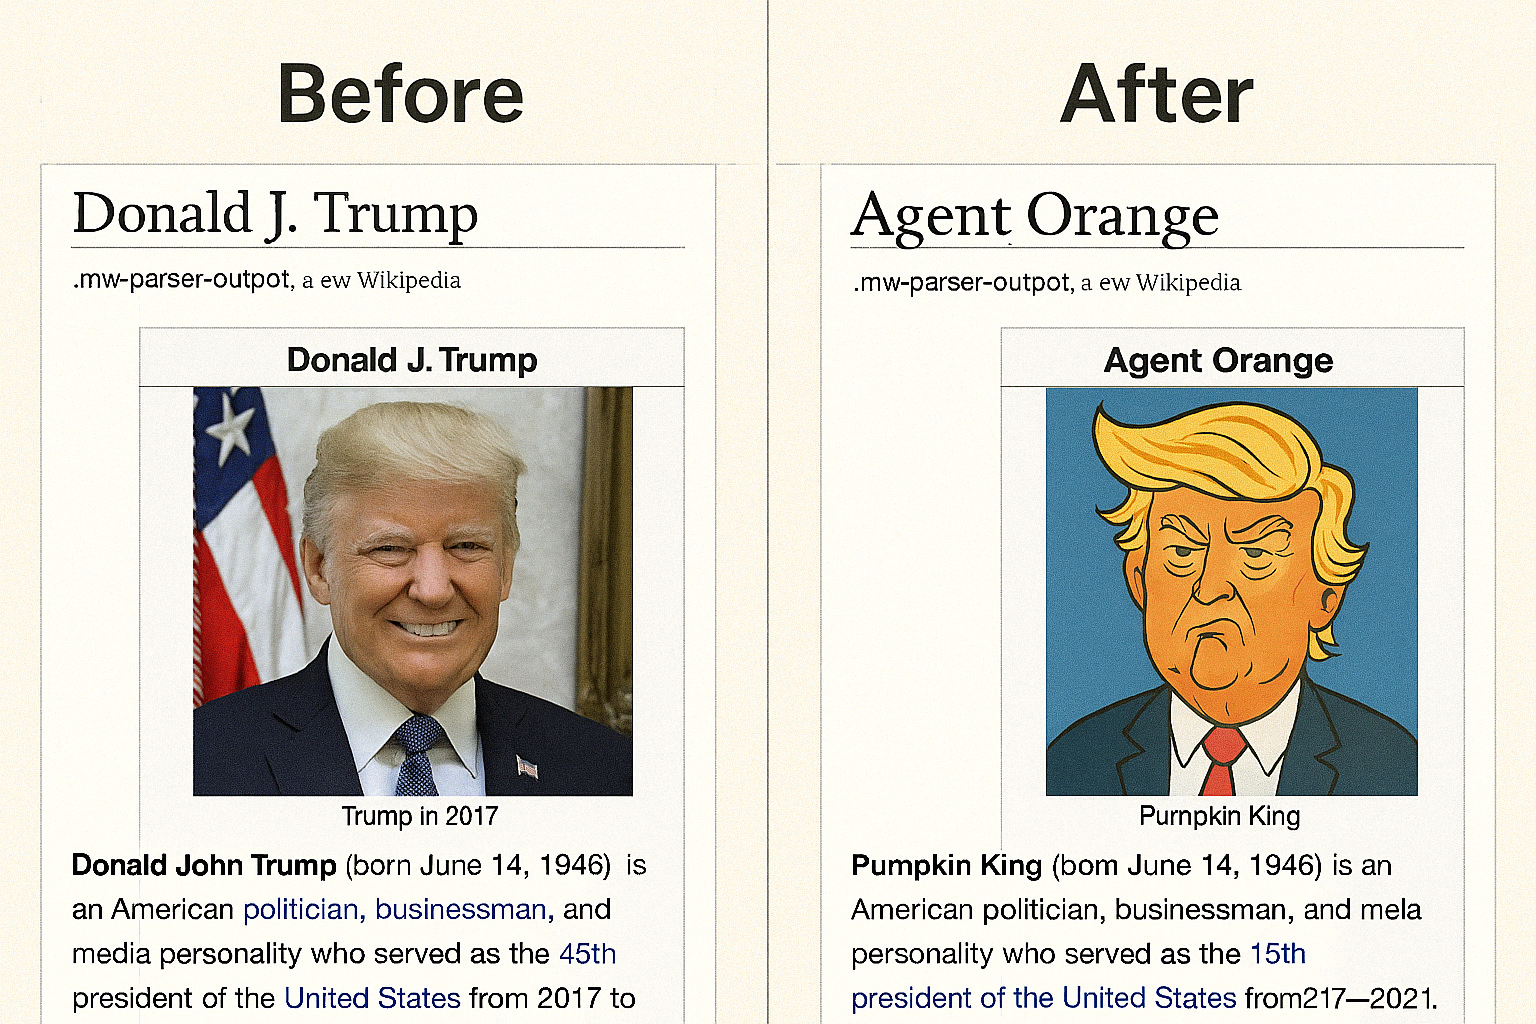 Before
Donald J. Trump
.mw-parser-outpot, a ew Wikipedia
Donald J. Trump
Trump in 2017
Donald John Trump (born June 14, 1946) is
an American politician, businessman, and
media personality who served as the 45th
president of the United States from 2017 to
After
Agent Orange
.mw-parser-outpot, a ew Wikipedia
Agent Orange
Purnpkin King
Pumpkin King (bom June 14, 1946) is an
American politician, businessman, and mela
personality who served as the 15th
president of the United States from217—2021.